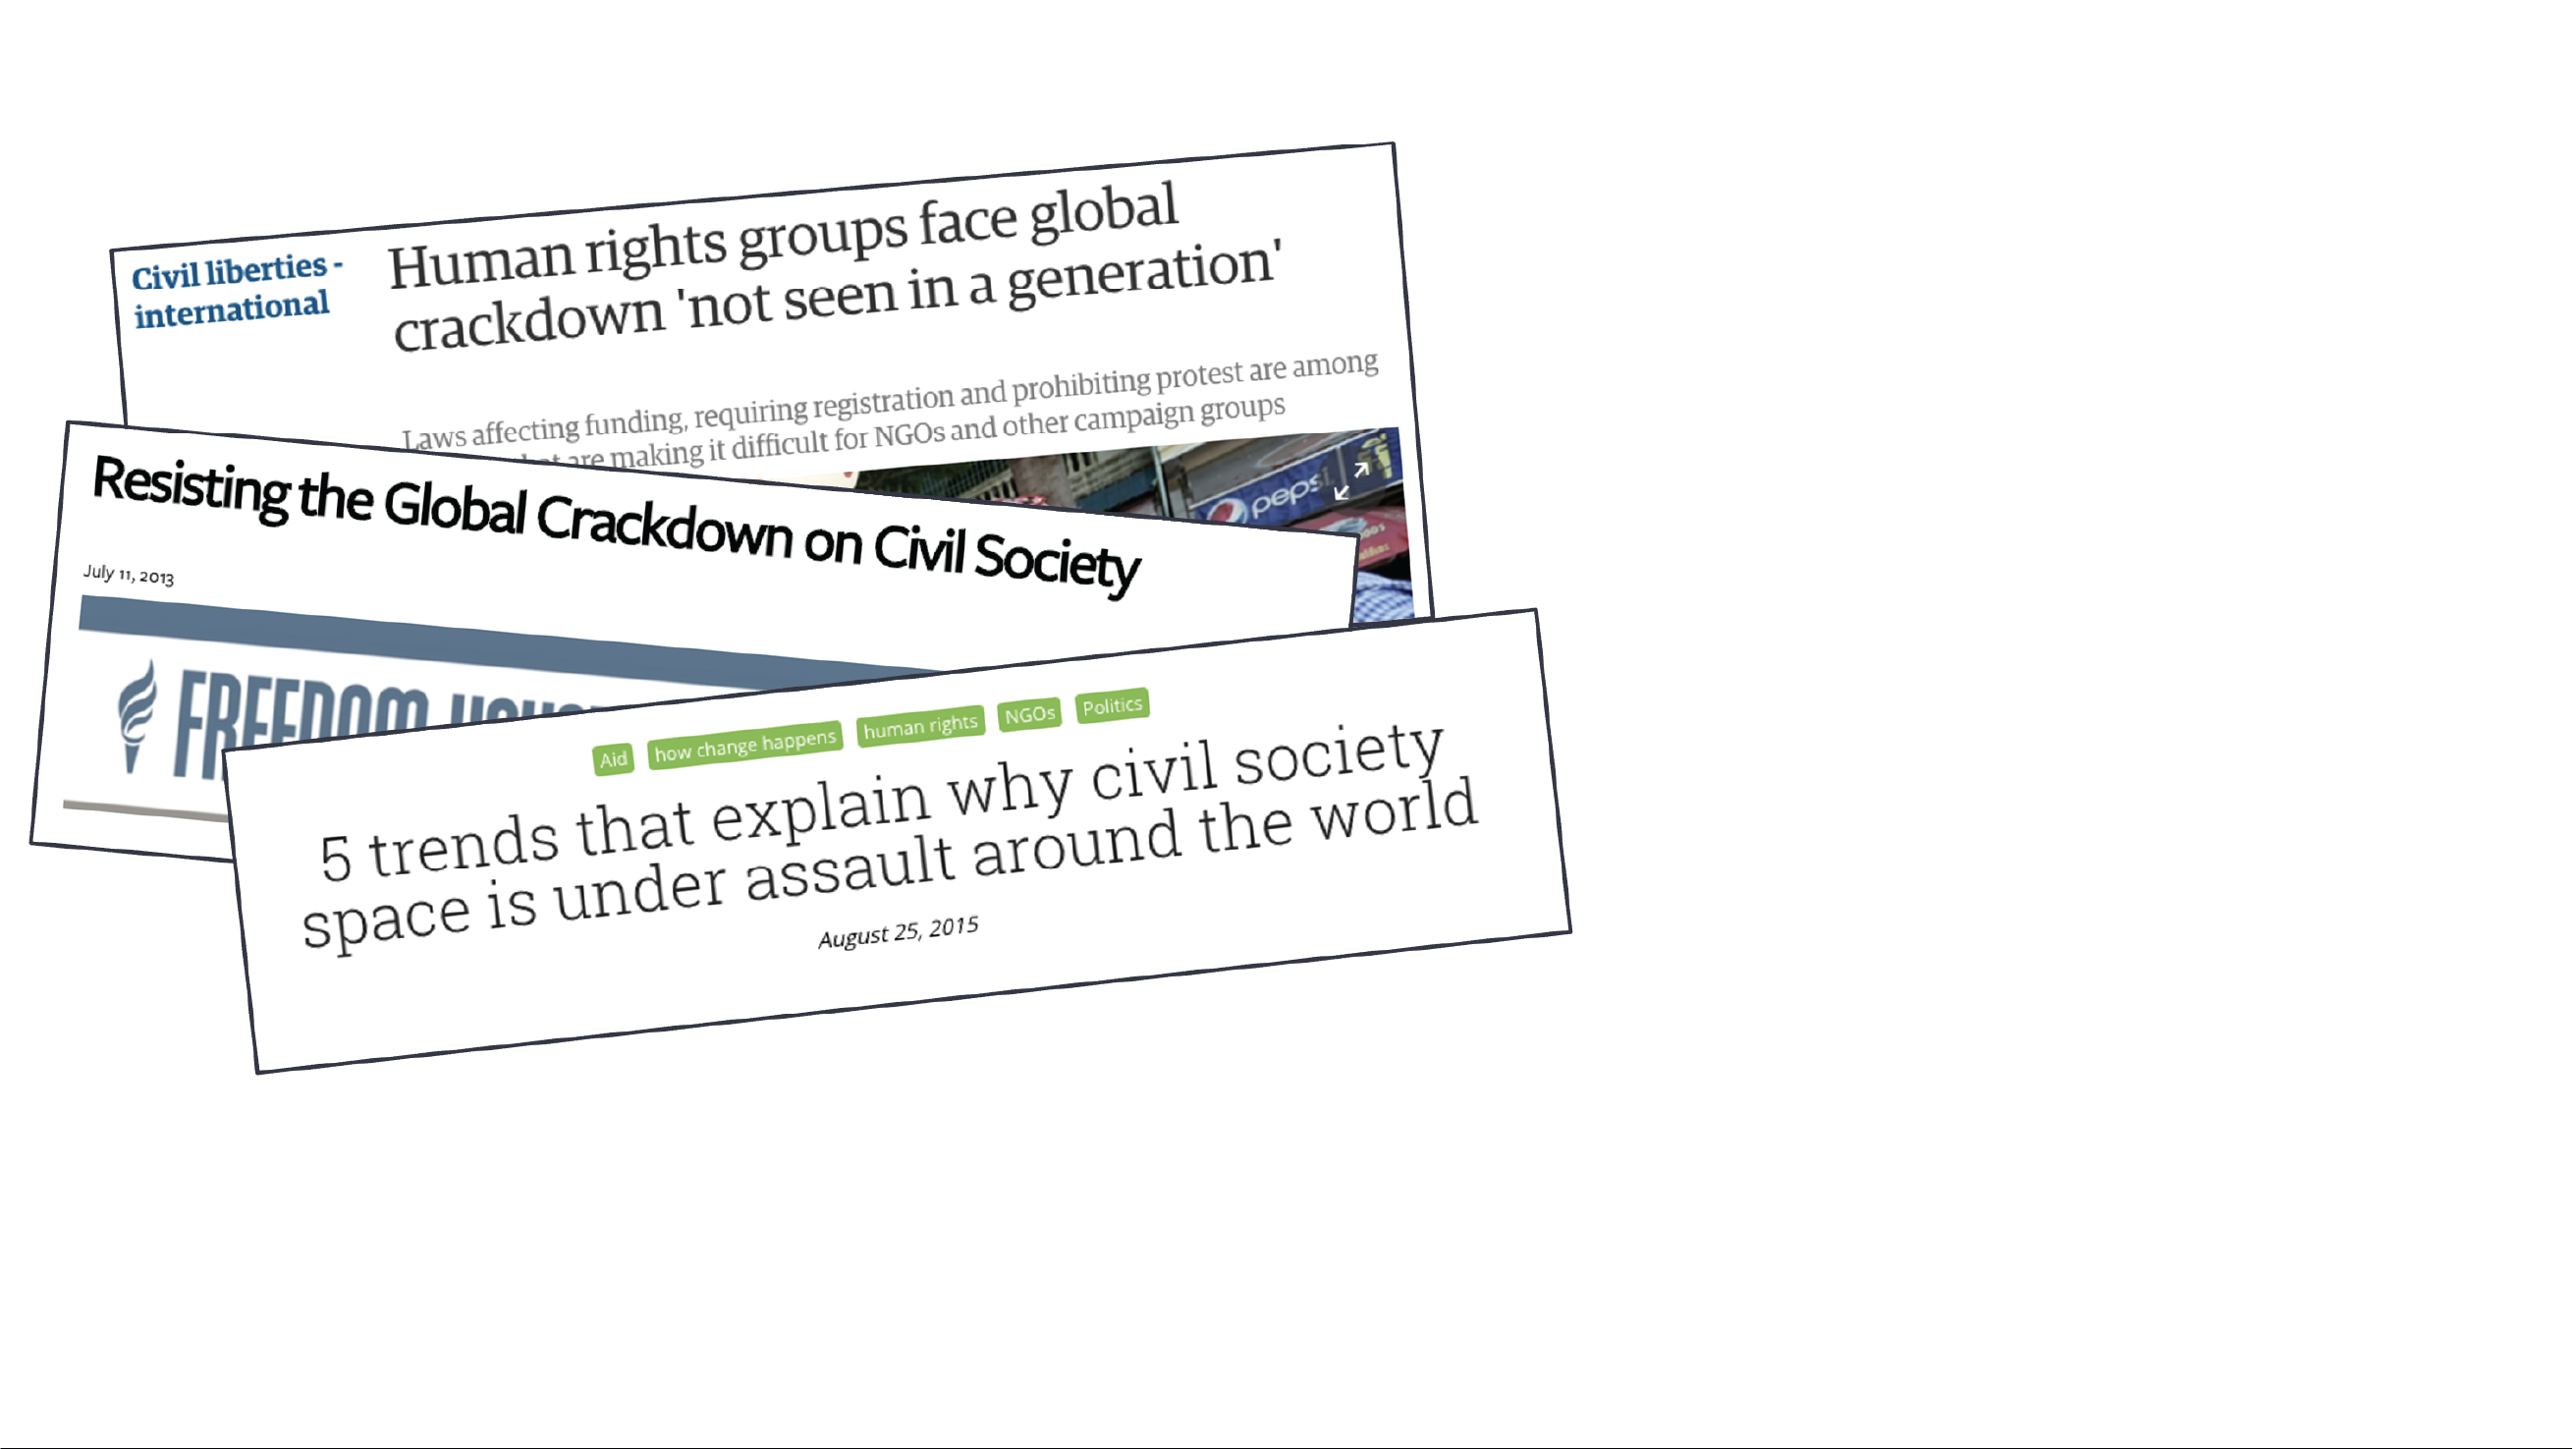 Civil liberties -
international
Human rights groups face global
crackdown 'not seen in a generation'
Laws affecting funding, requiring registration and prohibiting protest are among
are making it difficult for NGOs and other campaign groups
pepsi
Resisting the Global Crackdown on Civil Society
July 11, 2013
FREEDOM HOUSE
Aid how change happens human rights NGOs Politics
5 trends that explain why civil society
space is under assault around the world
August 25, 2015